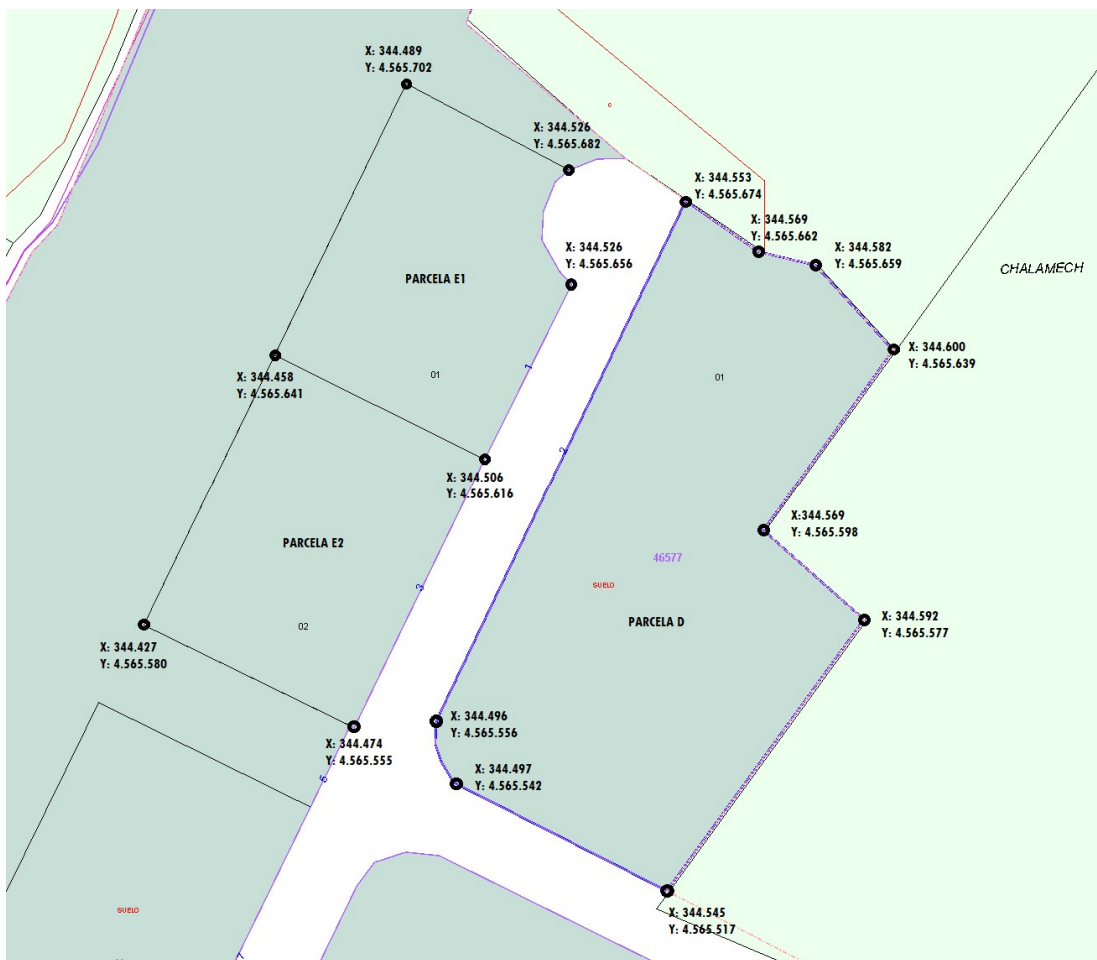 X: 344.489
Y: 4.565.702
X: 344.526
Y: 4.565.682
X: 344.553
Y: 4.565.674
X: 344.569
Y: 4.565.662
X: 344.582
Y: 4.565.659
CHALAMECH
X: 344.526
Y: 4.565.656
PARCELA E1
X: 344.600
Y: 4.565.639
1
01
01
X: 344.458
Y: 4.565.641
2
X: 344.506
Y: 4.565.616
X:344.569
Y: 4.565.598
PARCELA E2
46577
SUELO
3
PARCELA D
02
X: 344.592
Y: 4.565.577
X: 344.427
Y: 4.565.580
X: 344.496
Y: 4.565.556
X: 344.474
Y: 4.565.555
X: 344.497
Y: 4.565.542
SUELO
X: 344.545
Y: 4.565.517
7